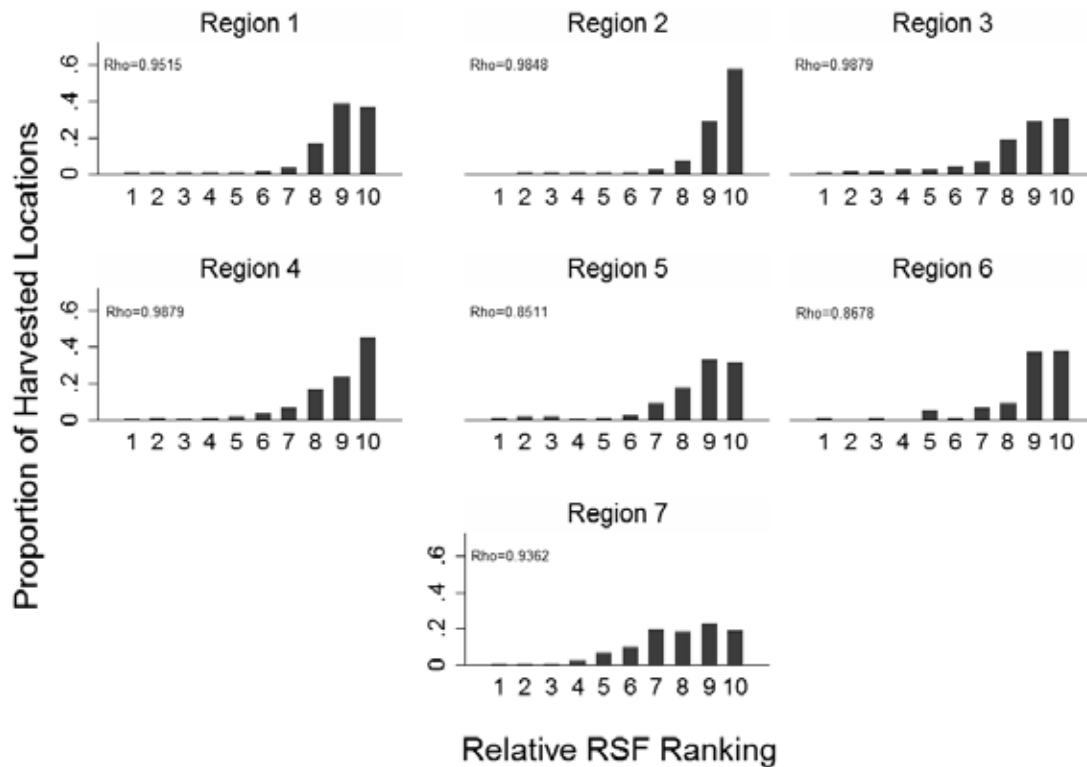 Region 1
Region 2
Region 3
Rho=0.9515
Rho=0.9848
Rho=0.9879
.6
.4
.2
0
1 2 3 4 5 6 7 8 9 10
1 2 3 4 5 6 7 8 9 10
1 2 3 4 5 6 7 8 9 10
Proportion of Harvested Locations
Region 4
Region 5
Region 6
Rho=0.9879
Rho=0.8511
Rho=0.8678
.6
.4
.2
0
1 2 3 4 5 6 7 8 9 10
1 2 3 4 5 6 7 8 9 10
1 2 3 4 5 6 7 8 9 10
Region 7
Rho=0.9362
.6
.4
.2
0
1 2 3 4 5 6 7 8 9 10
Relative RSF Ranking